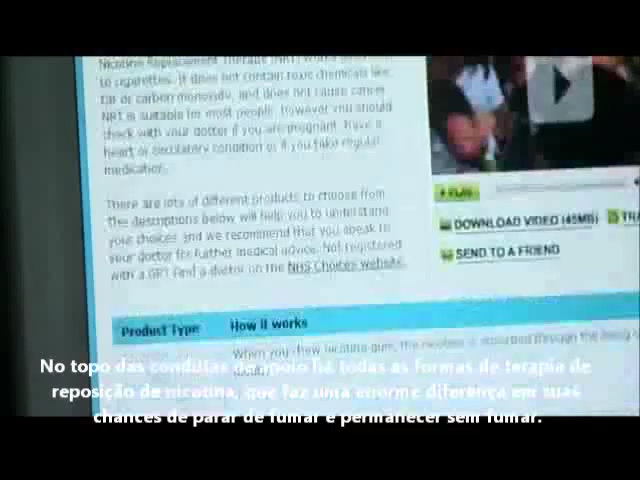 Nicotine Replacement Therapy (NRT) works
to cigarettes. It does not contain toxic chemicals like
tar or carbon monoxide, and does not cause cancer.
NRT is suitable for most people, however you should
check with your doctor if you are pregnant, have a
heart or circulatory condition or if you take regular
medication.
There are lots of different products to choose from
the descriptions below will help you to understand
your choices and we recommend that you speak to
your doctor for further medical advice. Not registered
with a GP? Find a doctor on the NHS Choices website.
PLAY
DOWNLOAD VIDEO (45MB)
TRA
SEND TO A FRIEND
Product Type How it works
When you chew nicotine gum, the nicotine is absorbed through the lining
No topo das condutas de apoio há todas as formas de terapia de
reposição de nicotina, que faz uma enorme diferença em suas
chances de parar de fumar e permanecer sem fumar.